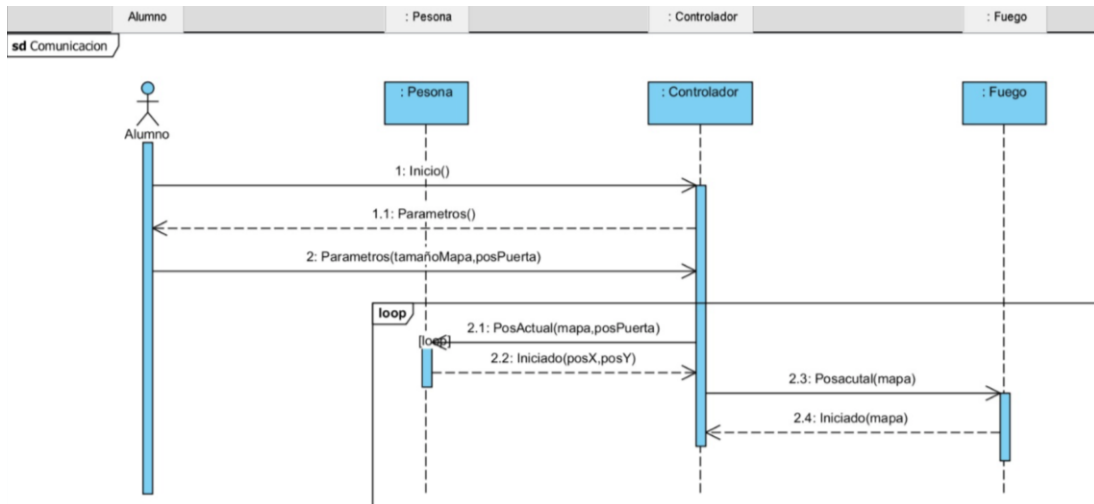 Alumno
: Pesona
: Controlador
: Fuego
sd Comunicacion
: Pesona
: Controlador
: Fuego
Alumno
1: Inicio()
1.1: Parametros()
2: Parametros(tamañoMapa,posPuerta)
loop
2.1: PosActual(mapa,posPuerta)
[loop]
2.2: Iniciado(posX,posY)
2.3: Posacutal(mapa)
2.4: Iniciado(mapa)